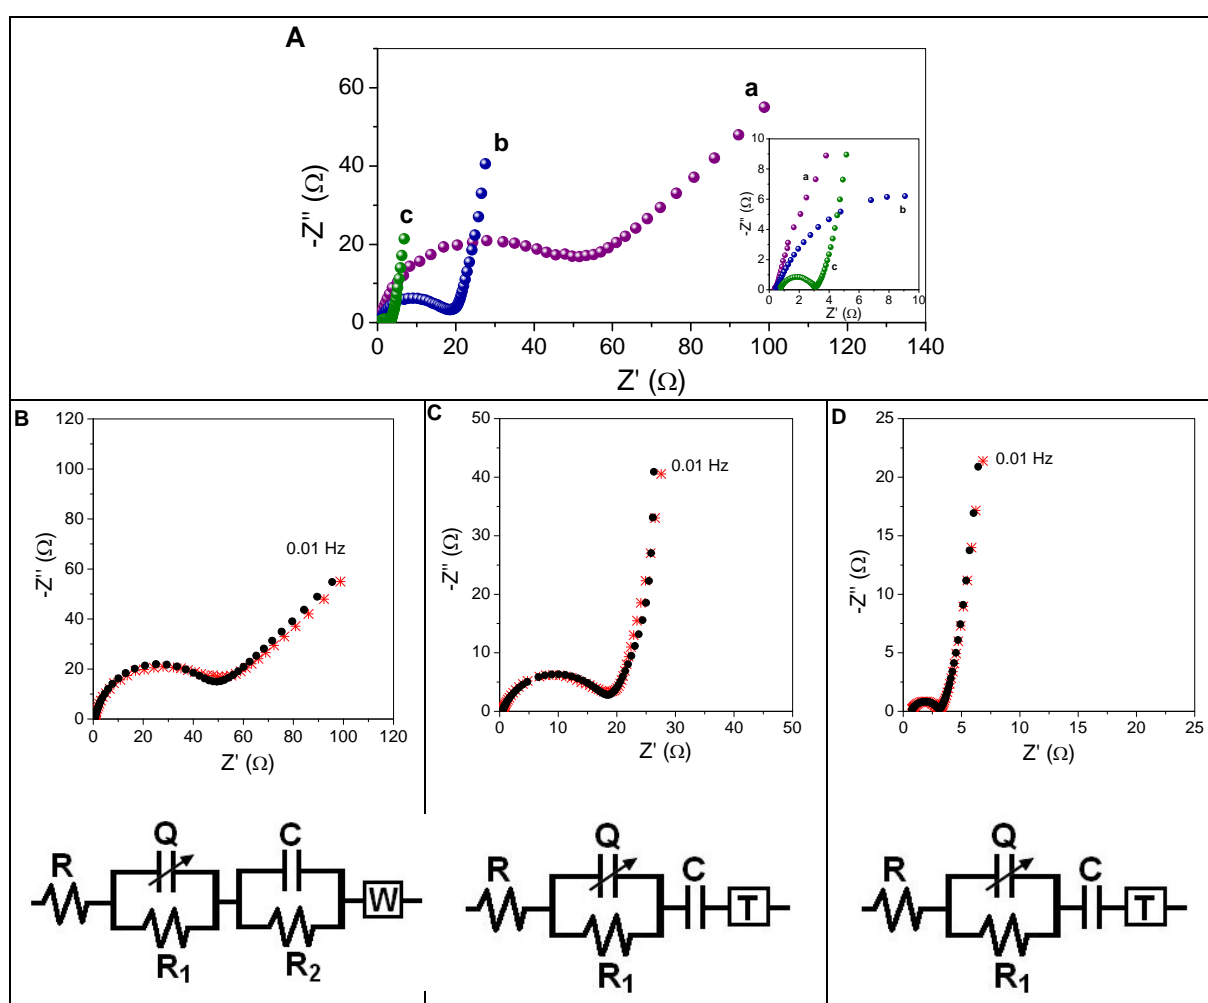 A
-Z'' (Ω)
60
40
20
0
0 20 40 60 80 100 120 140
Z' (Ω)
a
b
c
10
8
6
4
2
0
0 2 4 6 8 10
-Z'' (Ω)
Z' (Ω)
a
b
c
B
-Z'' (Ω)
120
100
80
60
40
20
0
0 20 40 60 80 100 120
Z' (Ω)
0.01 Hz
R
Q
R1
C
R2
W
C
-Z'' (Ω)
50
40
30
20
10
0
0 10 20 30 40 50
Z' (Ω)
0.01 Hz
R
Q
R1
C
T
D
-Z'' (Ω)
25
20
15
10
5
0
0 5 10 15 20 25
Z' (Ω)
0.01 Hz
R
Q
R1
C
T